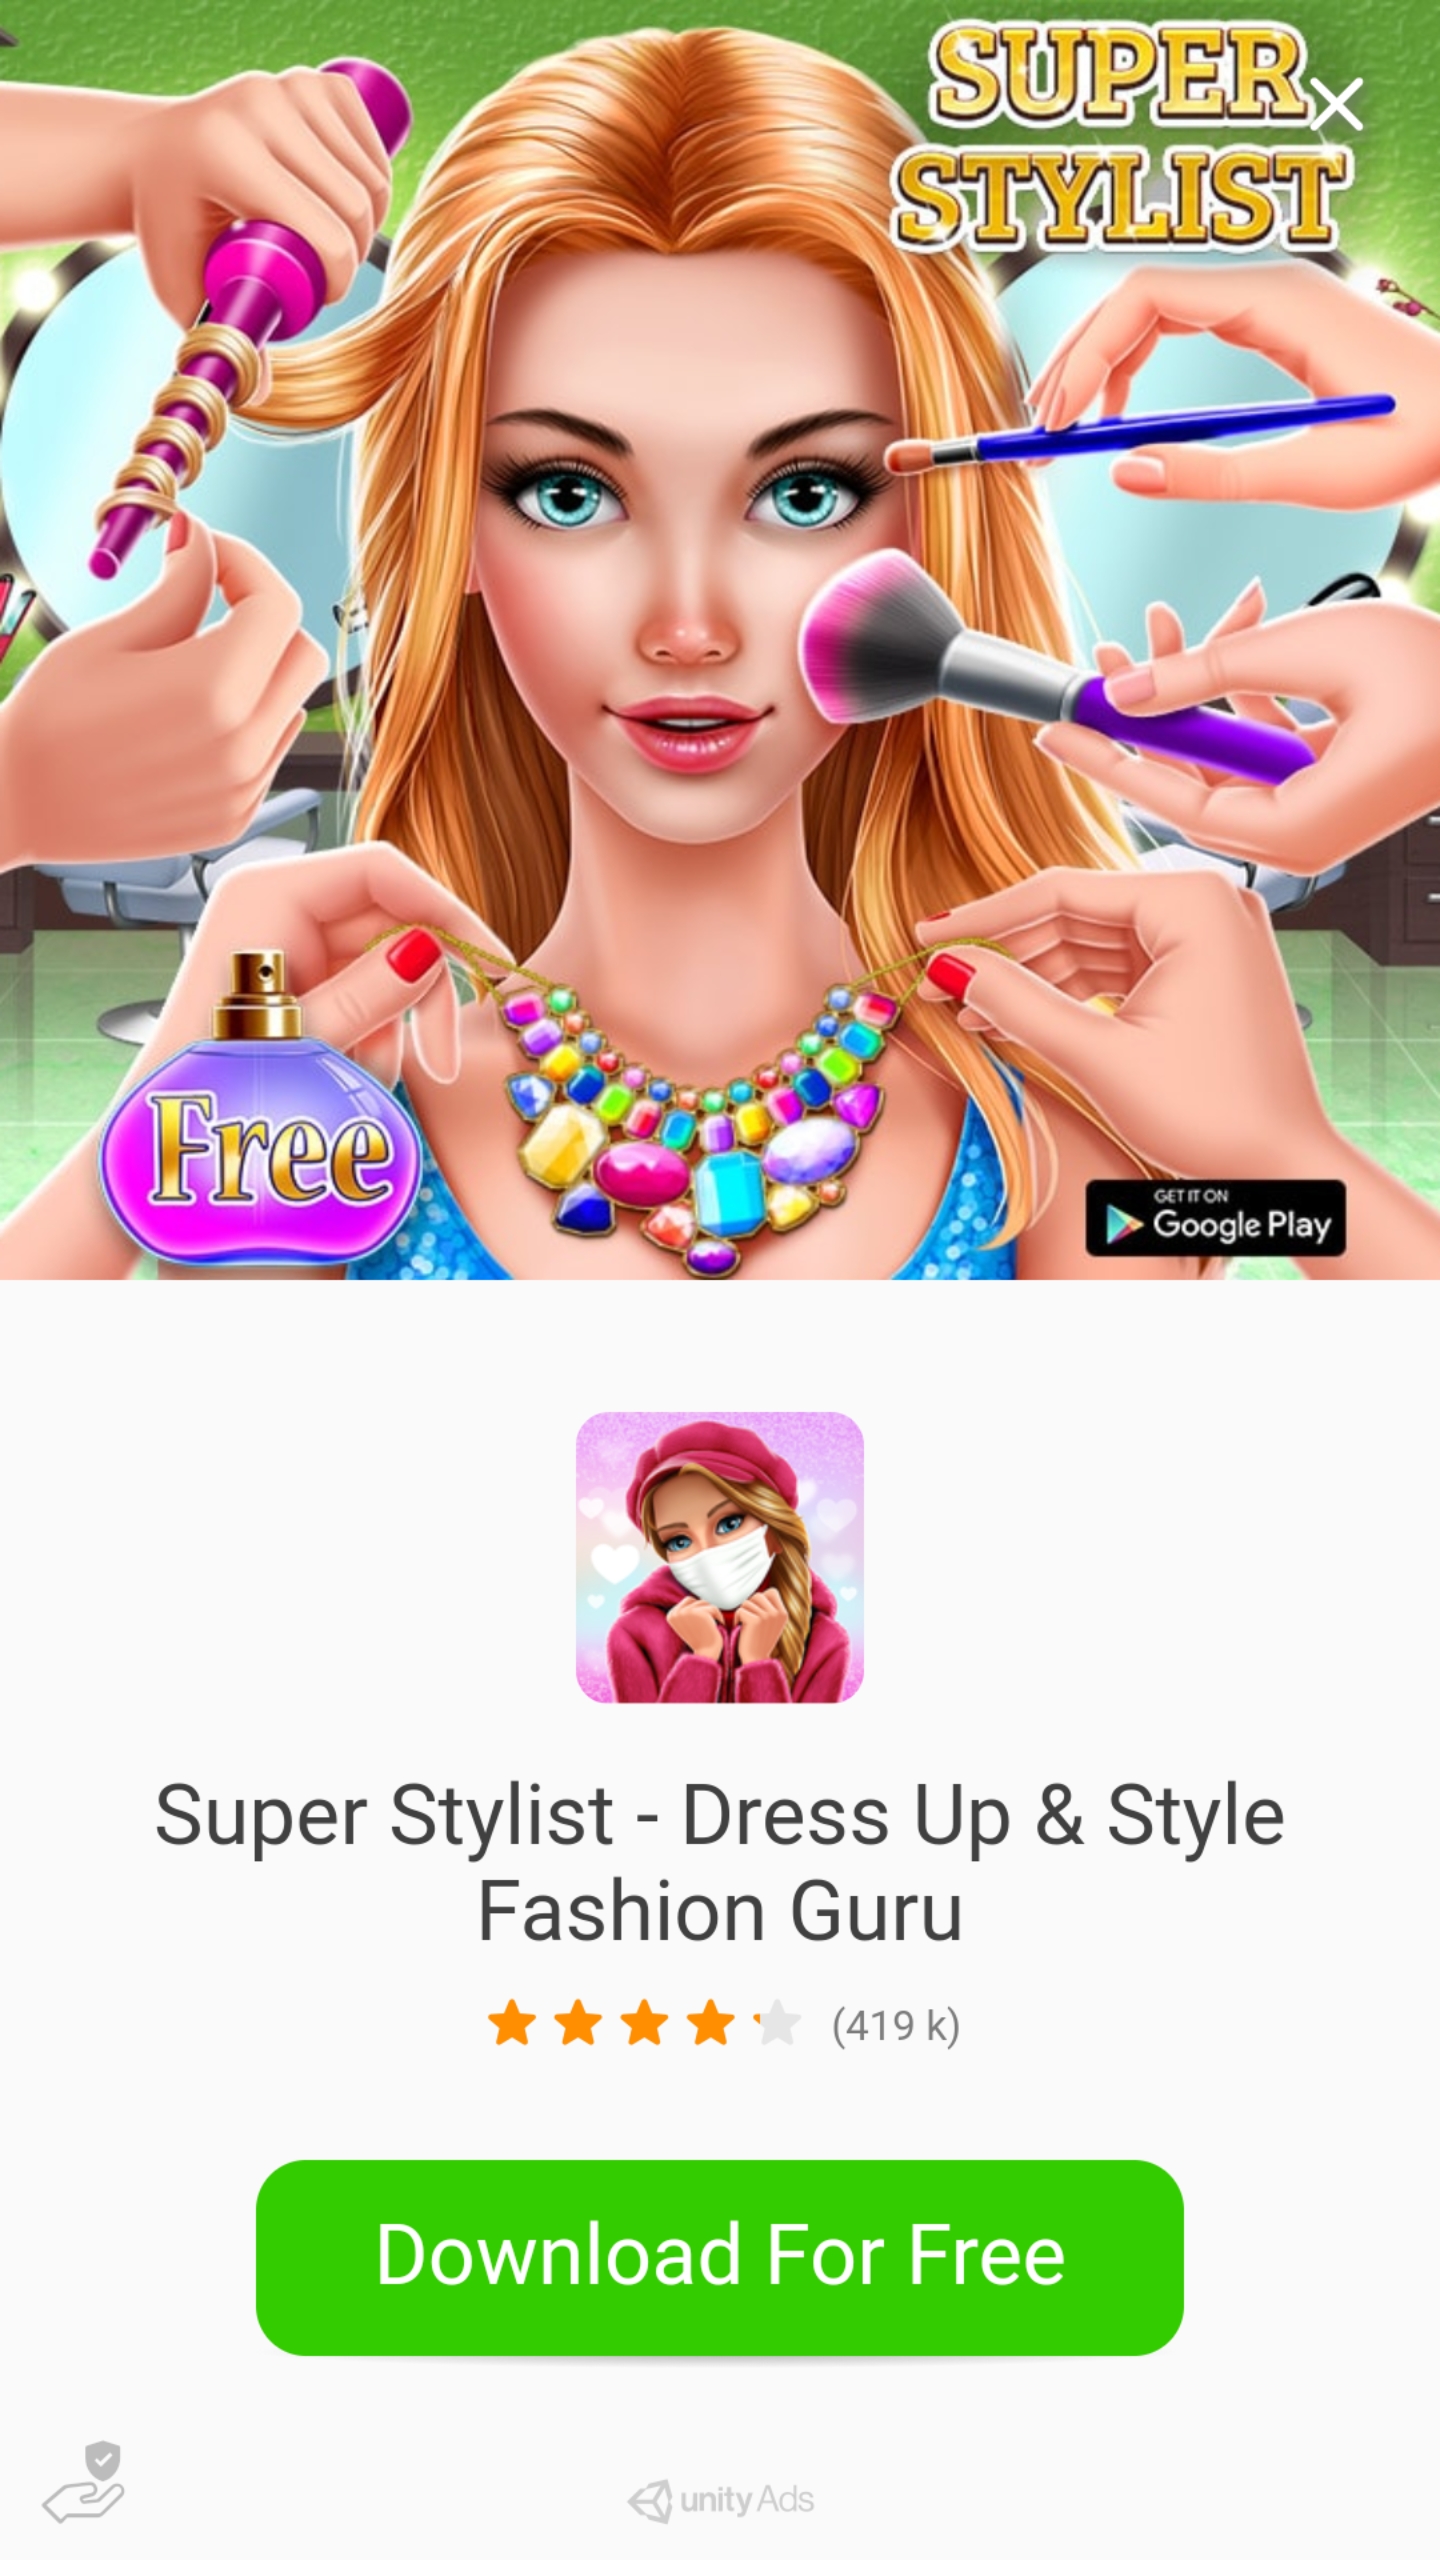 SUPER
STYLIST
Free
GET IT ON
Google Play
Super Stylist - Dress Up & Style
Fashion Guru
(419 k)
Download For Free
unity Ads